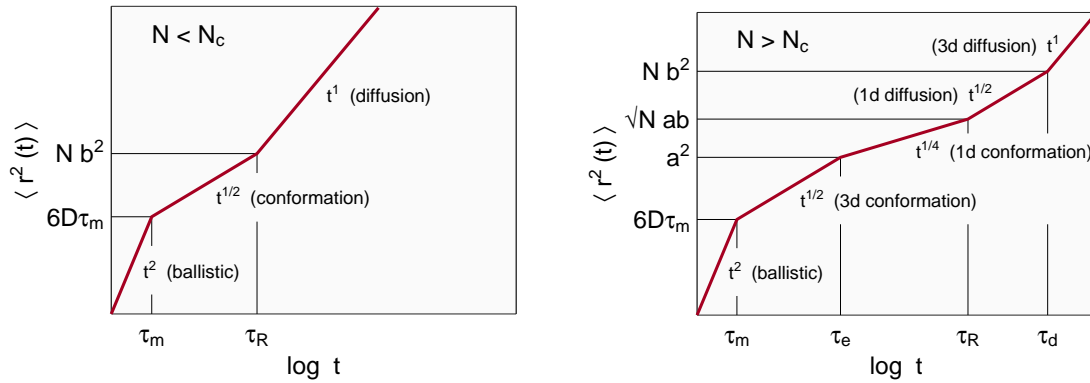 N < N_c
t^1 (diffusion)
⟨ r^2 (t) ⟩
N b^2
t^{1/2} (conformation)
6Dτ_m
t^2 (ballistic)
τ_m τ_R
log t
N > N_c
(3d diffusion) t^1
N b^2
(1d diffusion) t^{1/2}
√N ab
t^{1/4} (1d conformation)
⟨ r^2 (t) ⟩
a^2
t^{1/2} (3d conformation)
6Dτ_m
t^2 (ballistic)
τ_m τ_e τ_R τ_d
log t